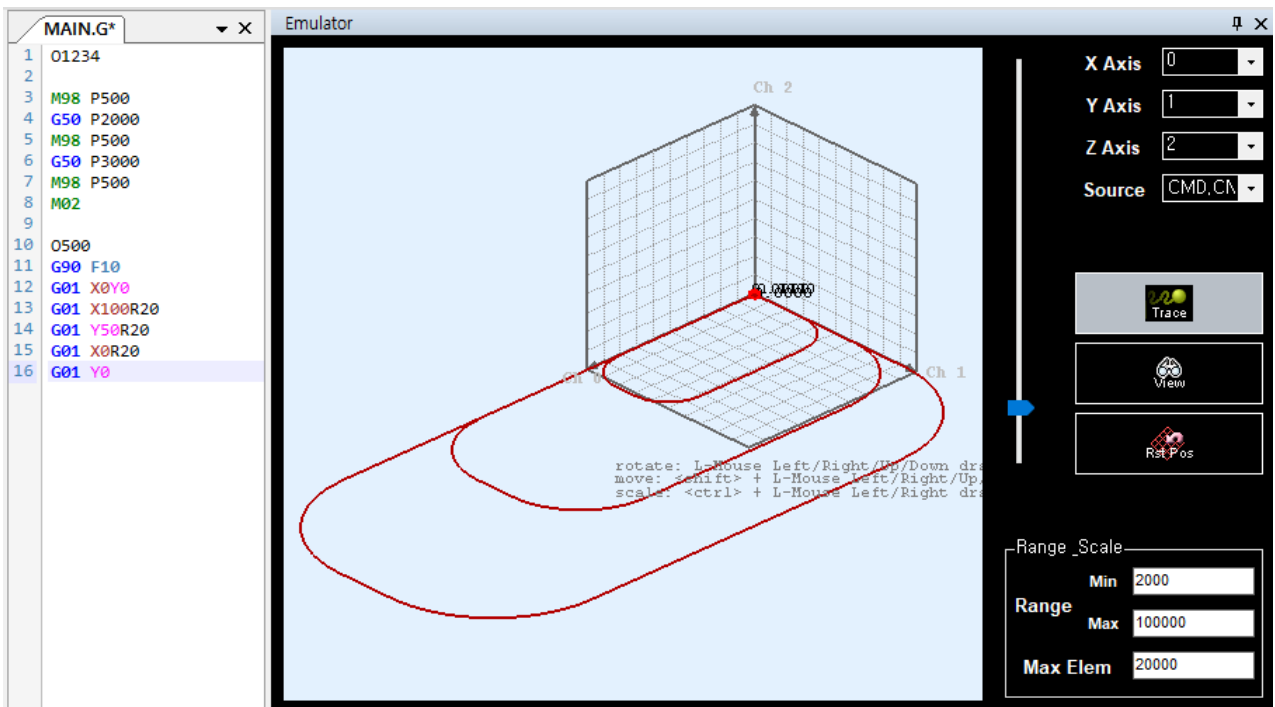 MAIN.G*
1 O1234
2
3 M98 P500
4 G50 P2000
5 M98 P500
6 G50 P3000
7 M98 P500
8 M02
9
10 O500
11 G90 F10
12 G01 X0Y0
13 G01 X100R20
14 G01 Y50R20
15 G01 X0R20
16 G01 Y0
Emulator
Ch 2
Ch 0
Ch 1
rotate: L-Mouse Left/Right/Up/Down dra
move: <shift> + L-Mouse Left/Right/Up/
scale: <ctrl> + L-Mouse Left/Right dra
X Axis 0
Y Axis 1
Z Axis 2
Source CMD,CM
Trace
View
Rst Pos
Range _Scale
Range
Min 2000
Max 100000
Max Elem 20000